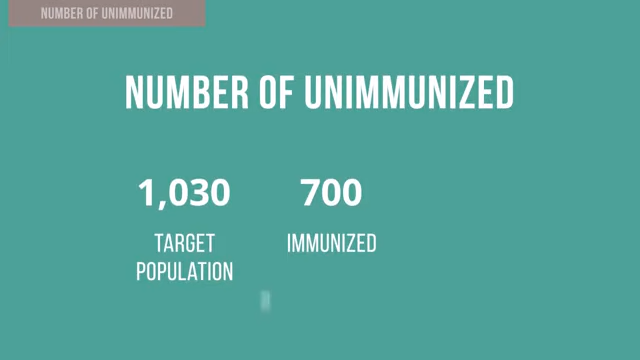 NUMBER OF UNIMMUNIZED
NUMBER OF UNIMMUNIZED
1,030 700
TARGET IMMUNIZED
POPULATION